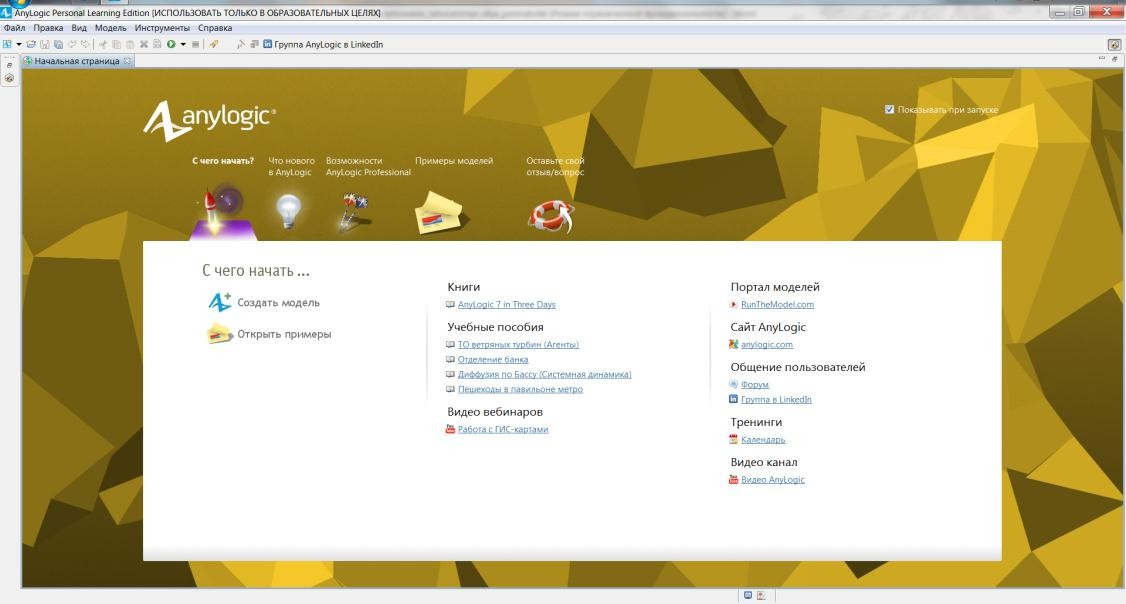 AnyLogic Personal Learning Edition [ИСПОЛЬЗОВАТЬ ТОЛЬКО В ОБРАЗОВАТЕЛЬНЫХ ЦЕЛЯХ]
Файл Правка Вид Модель Инструменты Справка
Группа AnyLogic в LinkedIn
Начальная страница
anylogic®
Показывать при запуске
С чего начать?
Что нового
в AnyLogic
Возможности
AnyLogic Professional
Примеры моделей
Оставьте свой
отзыв/вопрос
С чего начать ...
Создать модель
Открыть примеры
Книги
AnyLogic 7 in Three Days
Учебные пособия
ТО ветряных турбин (Агенты)
Отделение банка
Диффузия по Бассу (Системная динамика)
Пешеходы в павильоне метро
Видео вебинаров
Работа с ГИС-картами
Портал моделей
RunTheModel.com
Сайт AnyLogic
anylogic.com
Общение пользователей
Форум
Группа в LinkedIn
Тренинги
Календарь
Видео канал
Видео AnyLogic